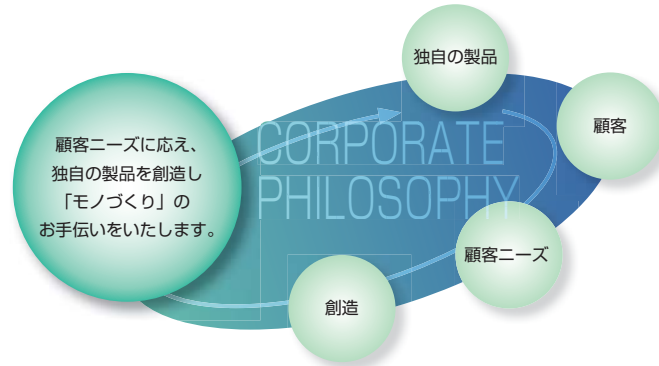 独自の製品
顧客
顧客ニーズに応え、
独自の製品を創造し
「モノづくり」の
お手伝いをいたします。
CORPORATE
PHILOSOPHY
顧客ニーズ
創造